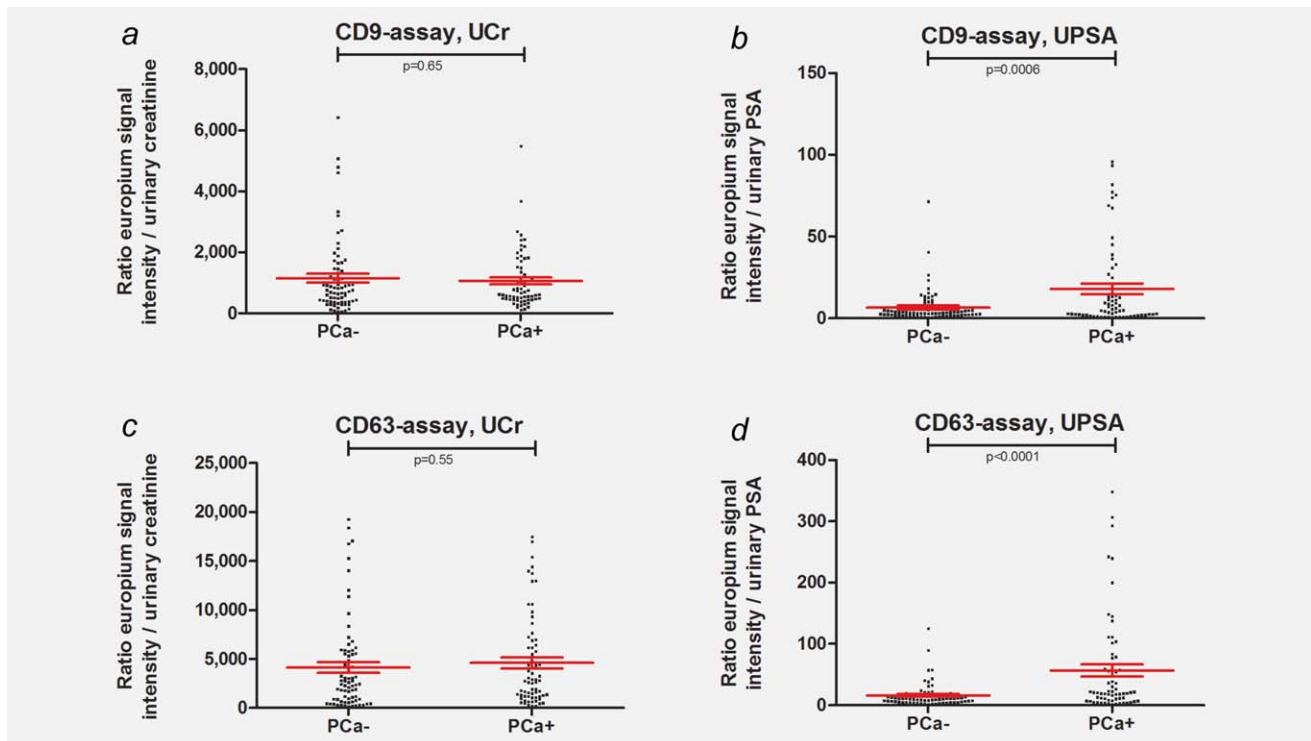 a
CD9-assay, UCr
p=0.65
Ratio europium signal
intensity / urinary creatinine
8,000
6,000
4,000
2,000
0
PCa-
PCa+
b
CD9-assay, UPSA
p=0.0006
Ratio europium signal
intensity / urinary PSA
150
100
50
0
PCa-
PCa+
c
CD63-assay, UCr
p=0.55
Ratio europium signal
intensity / urinary creatinine
25,000
20,000
15,000
10,000
5,000
0
PCa-
PCa+
d
CD63-assay, UPSA
p<0.0001
Ratio europium signal
intensity / urinary PSA
400
300
200
100
0
PCa-
PCa+